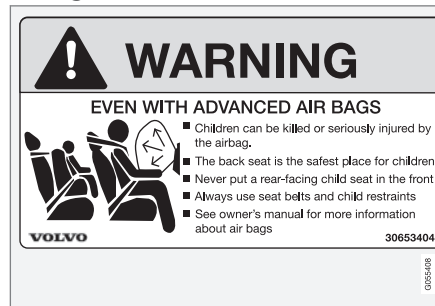 WARNING
EVEN WITH ADVANCED AIR BAGS
■ Children can be killed or seriously injured by
the airbag.
■ The back seat is the safest place for children
■ Never put a rear-facing child seat in the front
■ Always use seat belts and child restraints
■ See owner's manual for more information
about air bags
VOLVO
30653404
G055408